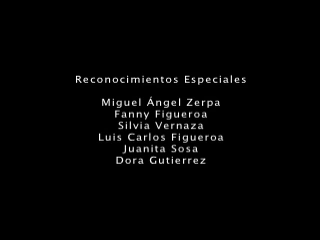 Reconocimientos Especiales
Miguel Ángel Zerpa
Fanny Figueroa
Silvia Vernaza
Luis Carlos Figueroa
Juanita Sosa
Dora Gutierrez